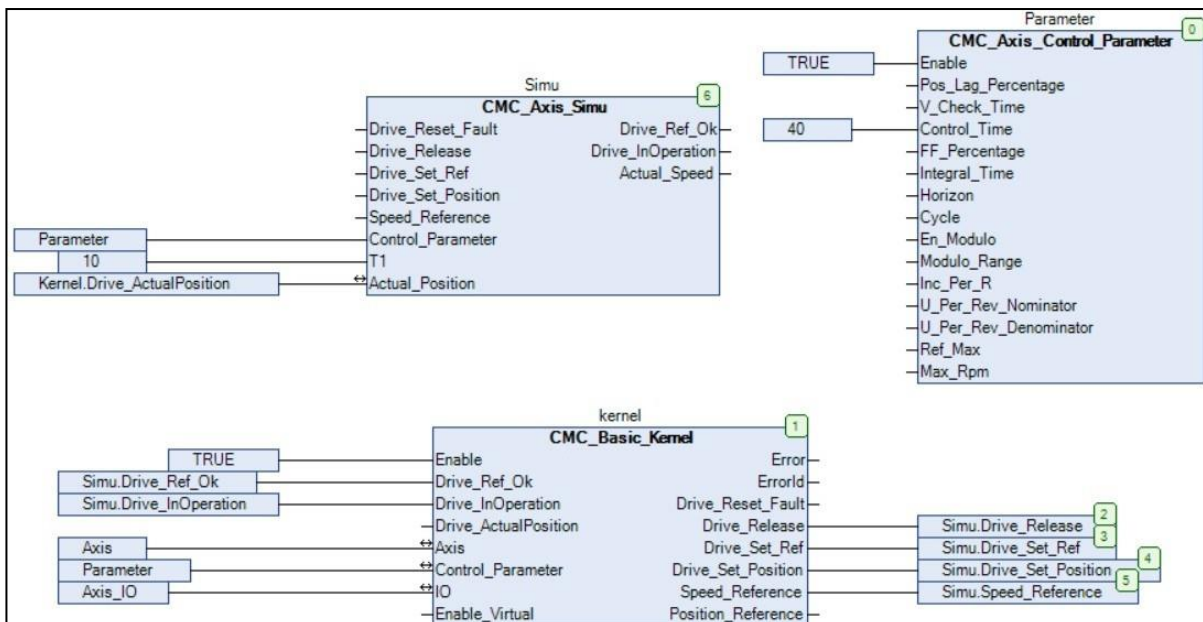 Parameter
0
CMC_Axis_Control_Parameter
TRUE
Enable
Pos_Lag_Percentage
V_Check_Time
40
Control_Time
FF_Percentage
Integral_Time
Horizon
Cycle
En_Modulo
Modulo_Range
Inc_Per_R
U_Per_Rev_Nominator
U_Per_Rev_Denominator
Ref_Max
Max_Rpm
Simu
6
CMC_Axis_Simu
Drive_Reset_Fault Drive_Ref_Ok
Drive_Release Drive_InOperation
Drive_Set_Ref Actual_Speed
Drive_Set_Position
Speed_Reference
Parameter Control_Parameter
10 T1
Kernel.Drive_ActualPosition Actual_Position
kernel
1
CMC_Basic_Kernel
TRUE Enable Error
Simu.Drive_Ref_Ok Drive_Ref_Ok ErrorId
Simu.Drive_InOperation Drive_InOperation Drive_Reset_Fault
2
Drive_ActualPosition Drive_Release Simu.Drive_Release
3
Axis Axis Drive_Set_Ref Simu.Drive_Set_Ref
4
Parameter Control_Parameter Drive_Set_Position Simu.Drive_Set_Position
5
Axis_IO IO Speed_Reference Simu.Speed_Reference
Enable_Virtual Position_Reference